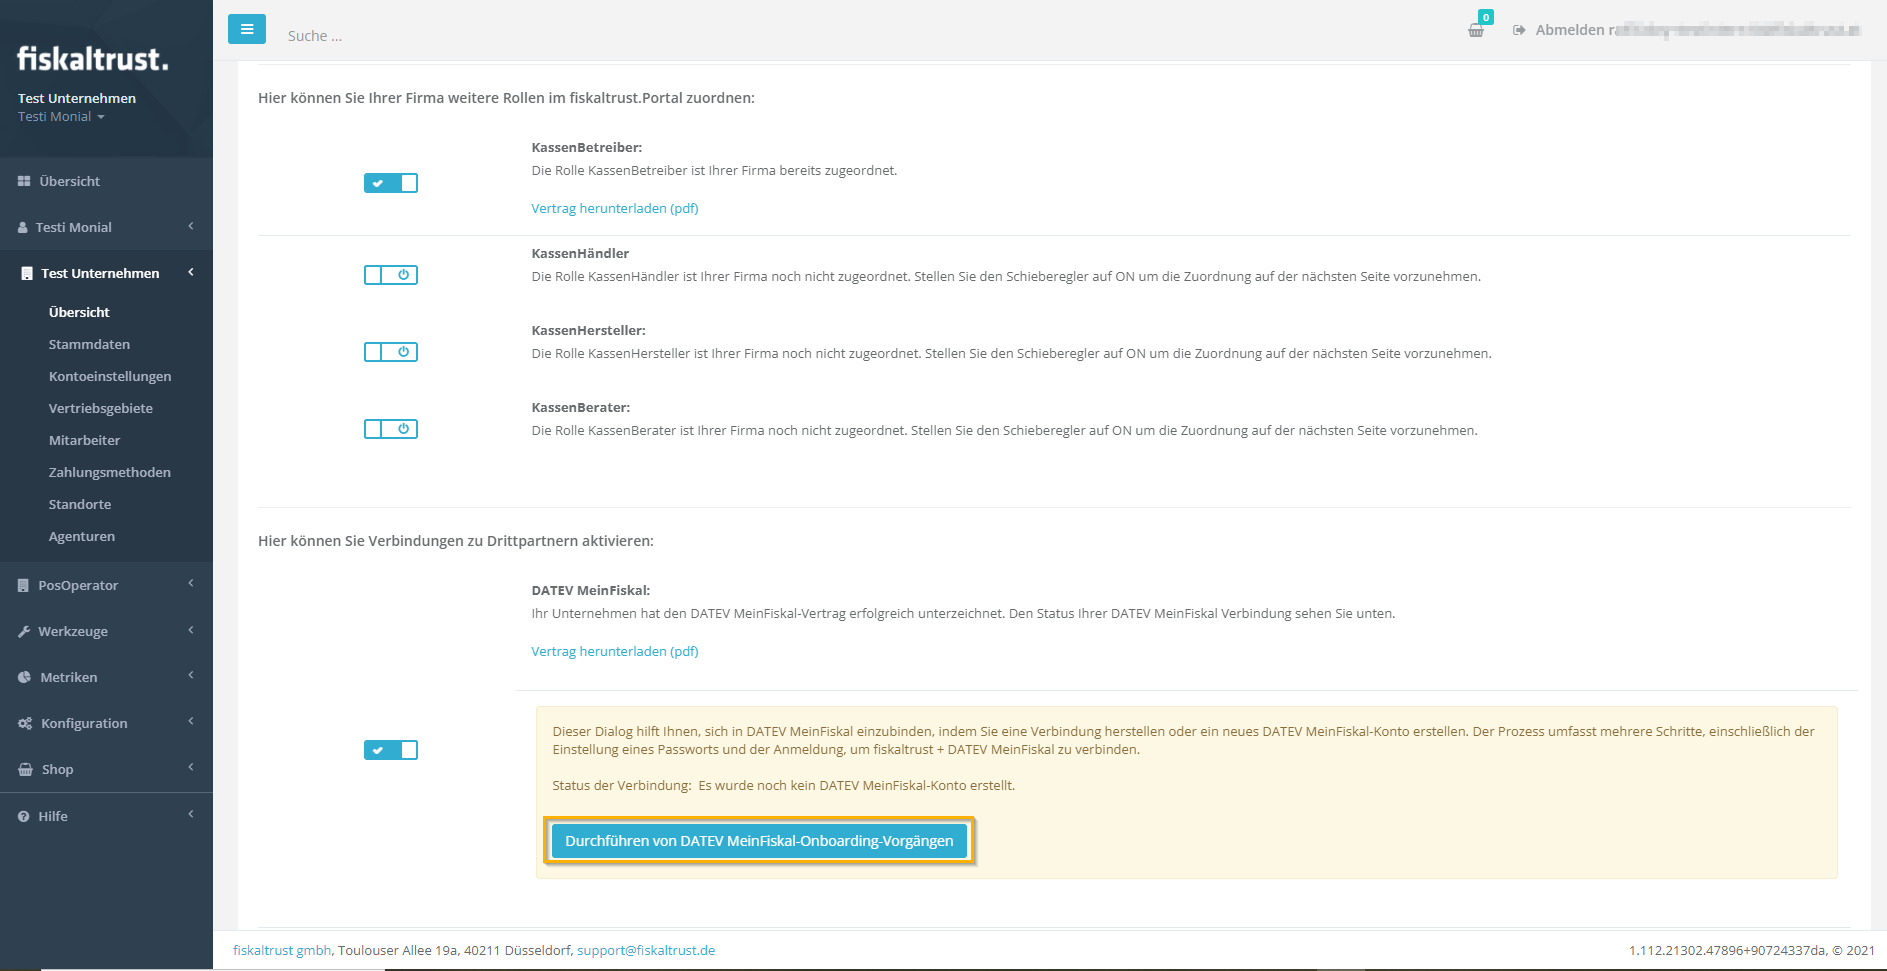 fiskaltrust.
Test Unternehmen
Testi Monial
Übersicht
Testi Monial
Test Unternehmen
Übersicht
Stammdaten
Kontoeinstellungen
Vertriebsgebiete
Mitarbeiter
Zahlungsmethoden
Standorte
Agenturen
PosOperator
Werkzeuge
Metriken
Konfiguration
Shop
Hilfe
Suche ...
0
Abmelden
Hier können Sie Ihrer Firma weitere Rollen im fiskaltrust.Portal zuordnen:
KassenBetreiber:
Die Rolle KassenBetreiber ist Ihrer Firma bereits zugeordnet.
Vertrag herunterladen (pdf)
KassenHändler
Die Rolle KassenHändler ist Ihrer Firma noch nicht zugeordnet. Stellen Sie den Schieberegler auf ON um die Zuordnung auf der nächsten Seite vorzunehmen.
KassenHersteller:
Die Rolle KassenHersteller ist Ihrer Firma noch nicht zugeordnet. Stellen Sie den Schieberegler auf ON um die Zuordnung auf der nächsten Seite vorzunehmen.
KassenBerater:
Die Rolle KassenBerater ist Ihrer Firma noch nicht zugeordnet. Stellen Sie den Schieberegler auf ON um die Zuordnung auf der nächsten Seite vorzunehmen.
Hier können Sie Verbindungen zu Drittpartnern aktivieren:
DATEV MeinFiskal:
Ihr Unternehmen hat den DATEV MeinFiskal-Vertrag erfolgreich unterzeichnet. Den Status Ihrer DATEV MeinFiskal Verbindung sehen Sie unten.
Vertrag herunterladen (pdf)
Dieser Dialog hilft Ihnen, sich in DATEV MeinFiskal einzubinden, indem Sie eine Verbindung herstellen oder ein neues DATEV MeinFiskal-Konto erstellen. Der Prozess umfasst mehrere Schritte, einschließlich der
Einstellung eines Passworts und der Anmeldung, um fiskaltrust + DATEV MeinFiskal zu verbinden.
Status der Verbindung: Es wurde noch kein DATEV MeinFiskal-Konto erstellt.
Durchführen von DATEV MeinFiskal-Onboarding-Vorgängen
fiskaltrust gmbh, Toulouser Allee 19a, 40211 Düsseldorf, support@fiskaltrust.de
1.112.21302.47896+90724337da, © 2021